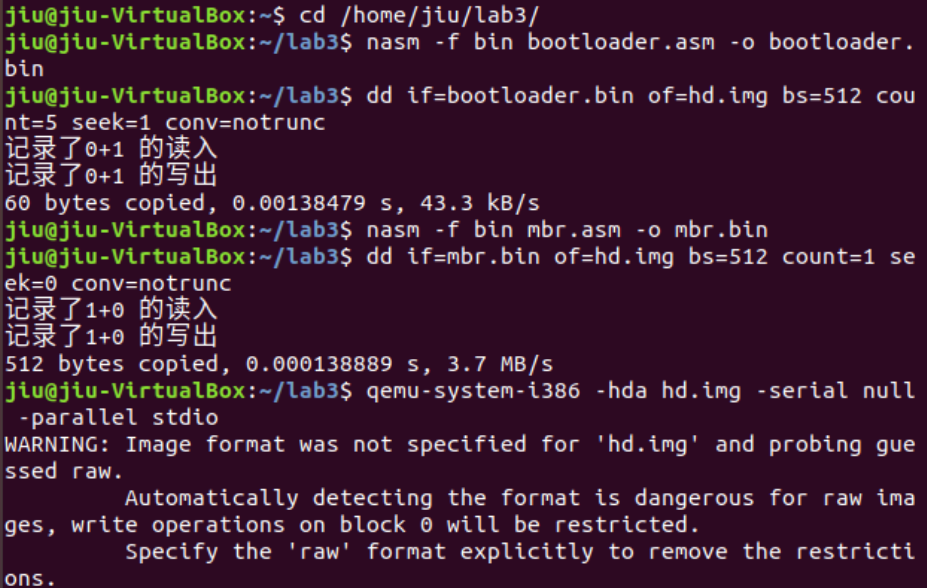 jiu@jiu-VirtualBox:~$ cd /home/jiu/lab3/
jiu@jiu-VirtualBox:~/lab3$ nasm -f bin bootloader.asm -o bootloader.
bin
jiu@jiu-VirtualBox:~/lab3$ dd if=bootloader.bin of=hd.img bs=512 cou
nt=5 seek=1 conv=notrunc
记录了0+1 的读入
记录了0+1 的写出
60 bytes copied, 0.00138479 s, 43.3 kB/s
jiu@jiu-VirtualBox:~/lab3$ nasm -f bin mbr.asm -o mbr.bin
jiu@jiu-VirtualBox:~/lab3$ dd if=mbr.bin of=hd.img bs=512 count=1 se
ek=0 conv=notrunc
记录了1+0 的读入
记录了1+0 的写出
512 bytes copied, 0.000138889 s, 3.7 MB/s
jiu@jiu-VirtualBox:~/lab3$ qemu-system-i386 -hda hd.img -serial null
 -parallel stdio
WARNING: Image format was not specified for 'hd.img' and probing gue
ssed raw.
         Automatically detecting the format is dangerous for raw ima
ges, write operations on block 0 will be restricted.
         Specify the 'raw' format explicitly to remove the restricti
ons.